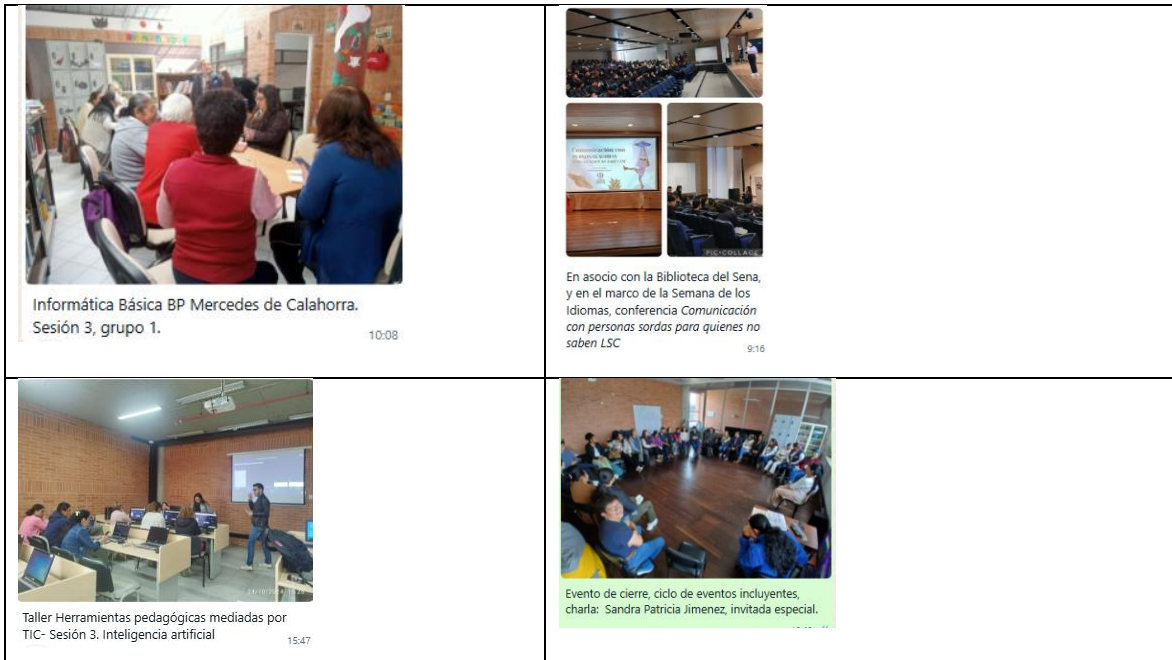 Informática Básica BP Mercedes de Calahorra.
Sesión 3, grupo 1.
10:08
PIC•COLLAGE
En asocio con la Biblioteca del Sena,
y en el marco de la Semana de los
Idiomas, conferencia Comunicación
con personas sordas para quienes no
saben LSC
9:16
Taller Herramientas pedagógicas mediadas por
TIC- Sesión 3. Inteligencia artificial
15:47
Evento de cierre, ciclo de eventos incluyentes,
charla: Sandra Patricia Jimenez, invitada especial.